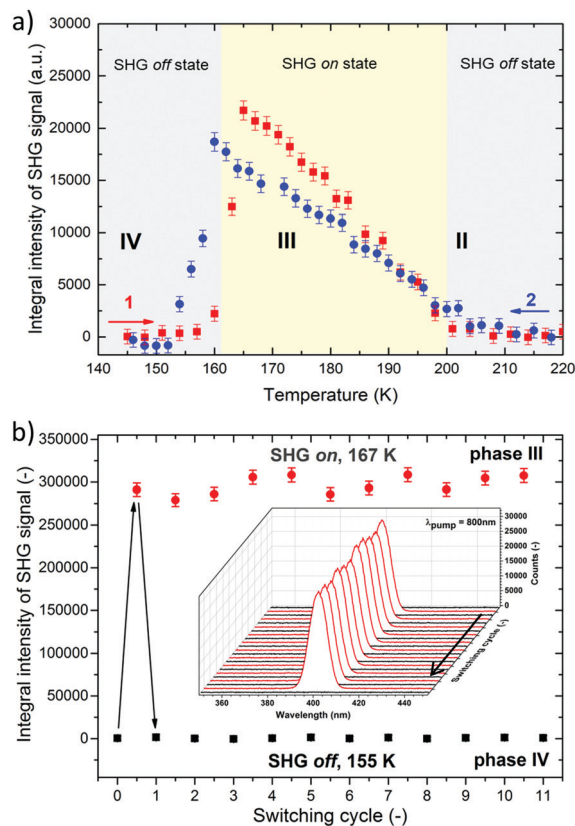 a)
30000
25000
20000
15000
10000
5000
0
Integral intensity of SHG signal (a.u.)
SHG off state
SHG on state
SHG off state
IV
III
II
1
2
140 150 160 170 180 190 200 210 220
Temperature (K)
b)
350000
300000
250000
200000
150000
100000
50000
0
Integral intensity of SHG signal (-)
SHG on, 167 K
phase III
λpump = 800nm
30000
25000
20000
15000
10000
5000
0
Counts (-)
Switching cycle (-)
360 380 400 420 440
Wavelength (nm)
SHG off, 155 K
phase IV
0 1 2 3 4 5 6 7 8 9 10 11
Switching cycle (-)